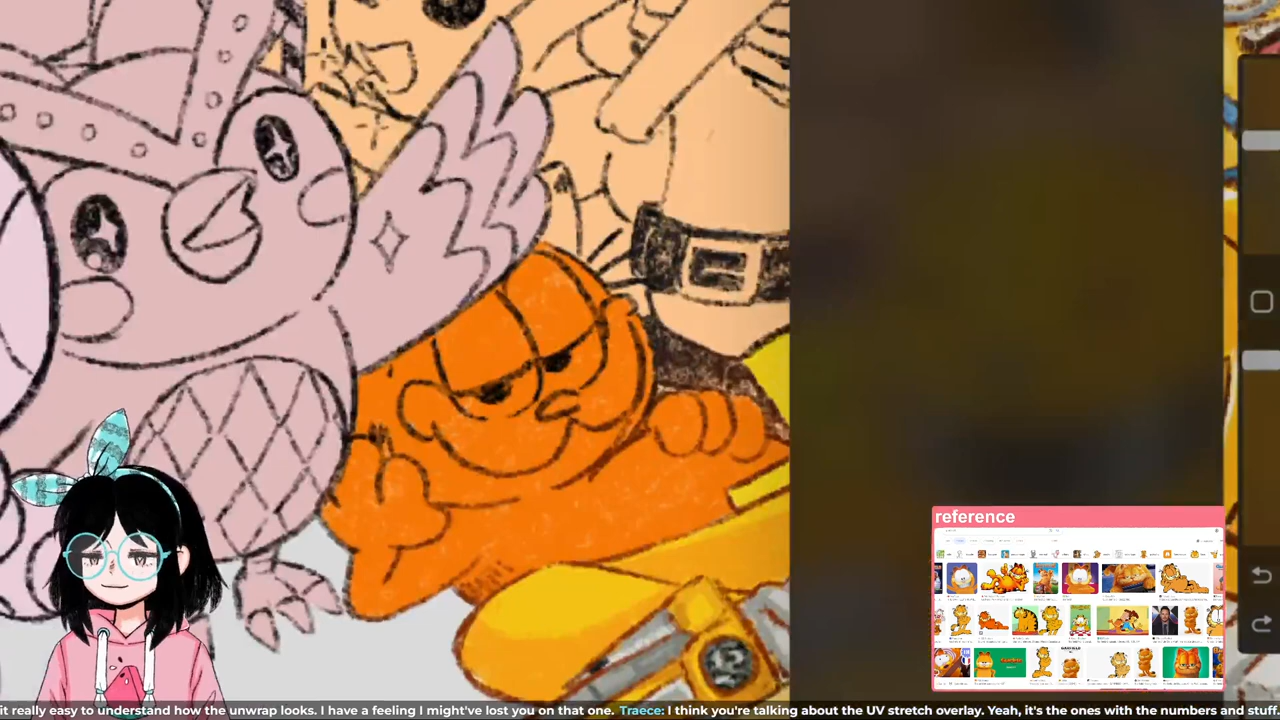 reference
it really easy to understand how the unwrap looks. I have a feeling I might've lost you on that one. Traece: I think you're talking about the UV stretch overlay. Yeah, it's the ones with the numbers and stuff.